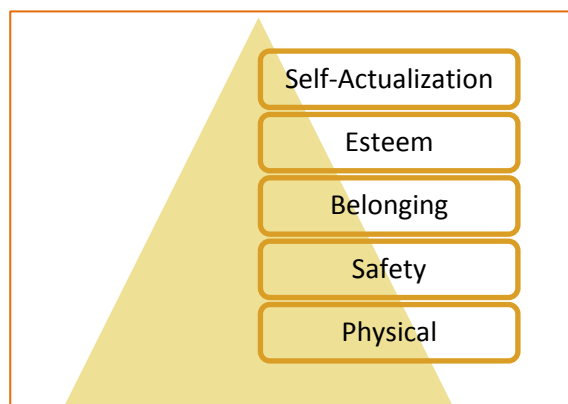 Self-Actualization
Esteem
Belonging
Safety
Physical